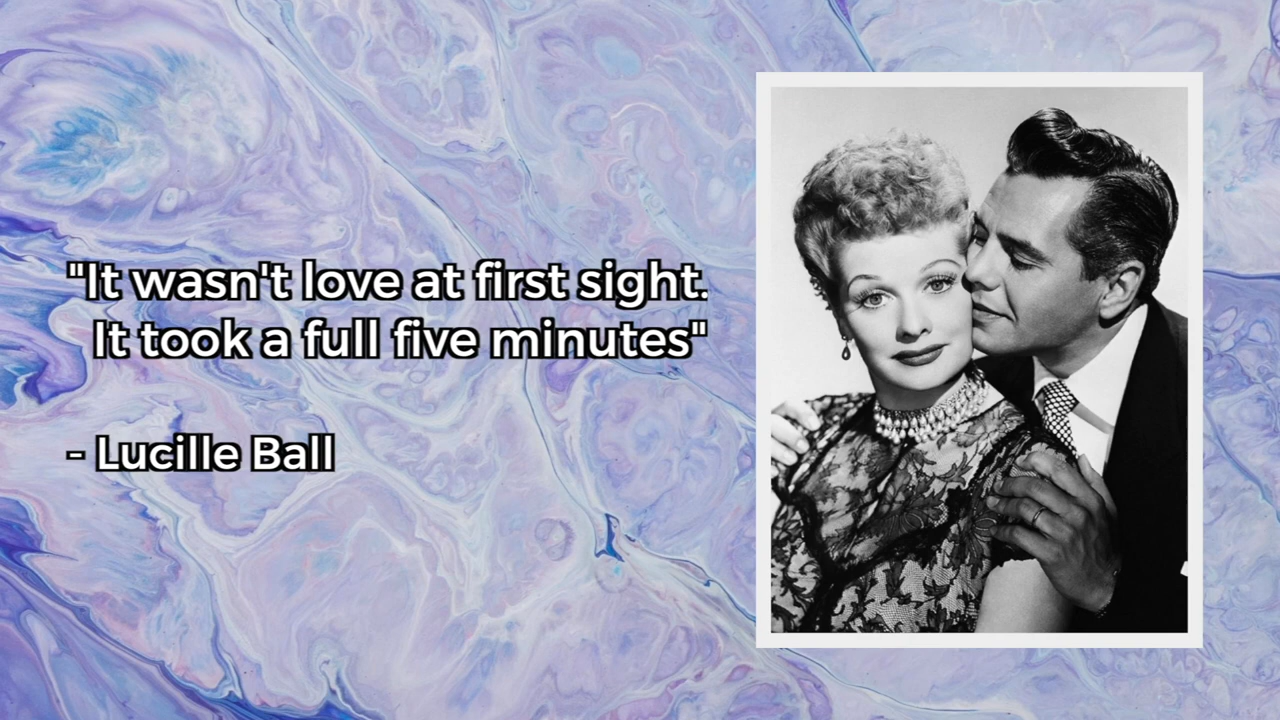 "It wasn't love at first sight.
It took a full five minutes"
- Lucille Ball